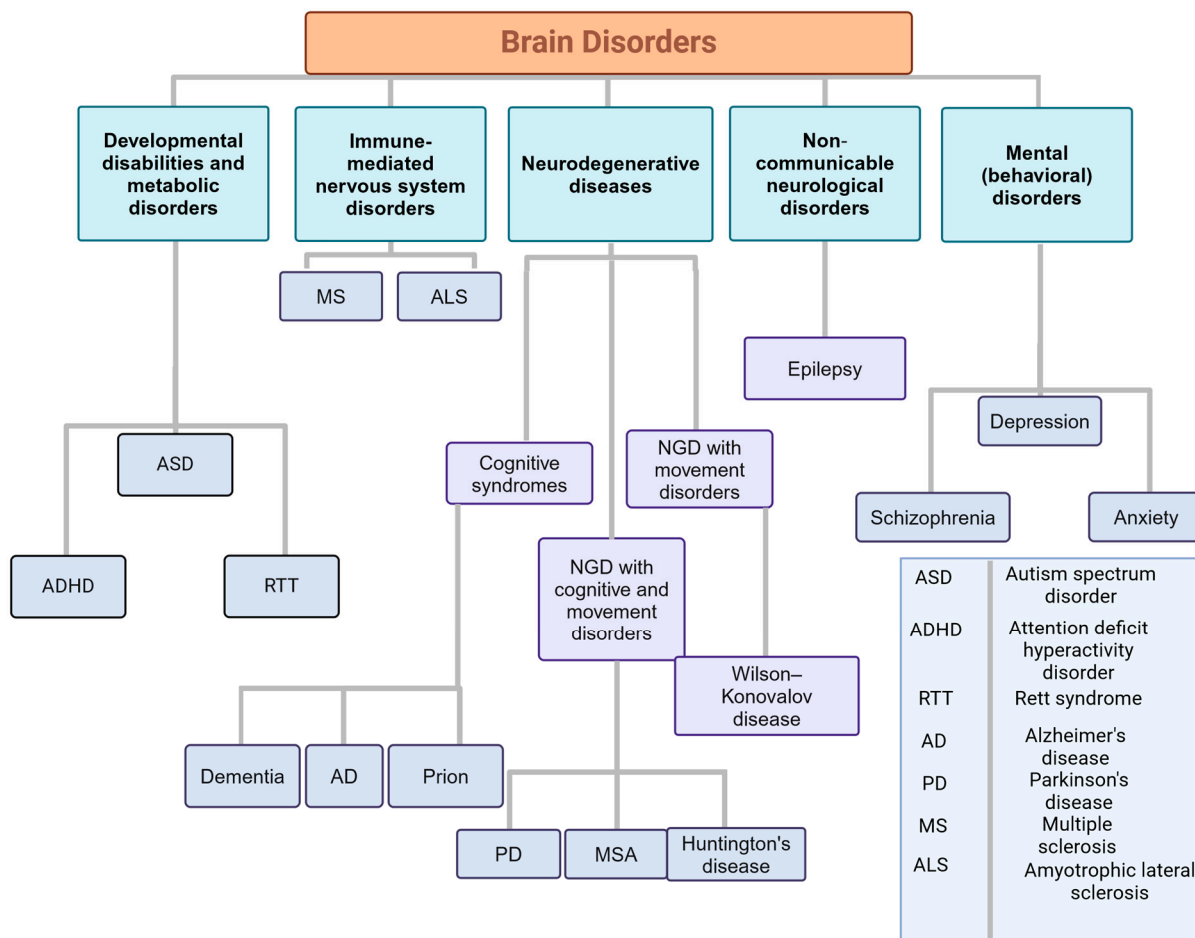 Brain Disorders
Developmental
disabilities and
metabolic
disorders
Immune-
mediated
nervous system
disorders
Neurodegenerative
diseases
Non-
communicable
neurological
disorders
Mental
(behavioral)
disorders
MS
ALS
Epilepsy
Depression
ASD
Cognitive
syndromes
NGD with
movement
disorders
Schizophrenia
Anxiety
ADHD
RTT
NGD with
cognitive and
movement
disorders
Wilson–
Konovalov
disease
Dementia
AD
Prion
PD
MSA
Huntington's
disease
ASD
Autism spectrum
disorder
ADHD
Attention deficit
hyperactivity
disorder
RTT
Rett syndrome
AD
Alzheimer's
disease
PD
Parkinson's
disease
MS
Multiple
sclerosis
ALS
Amyotrophic lateral
sclerosis